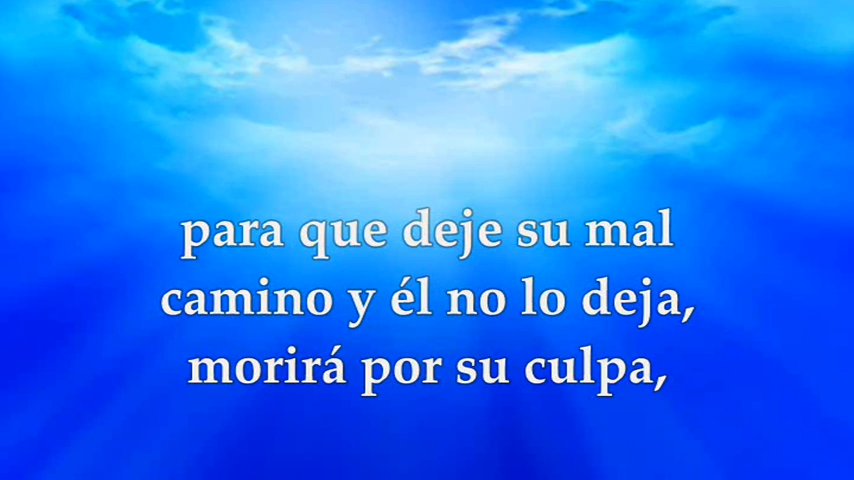 para que deje su mal
camino y él no lo deja,
morirá por su culpa,